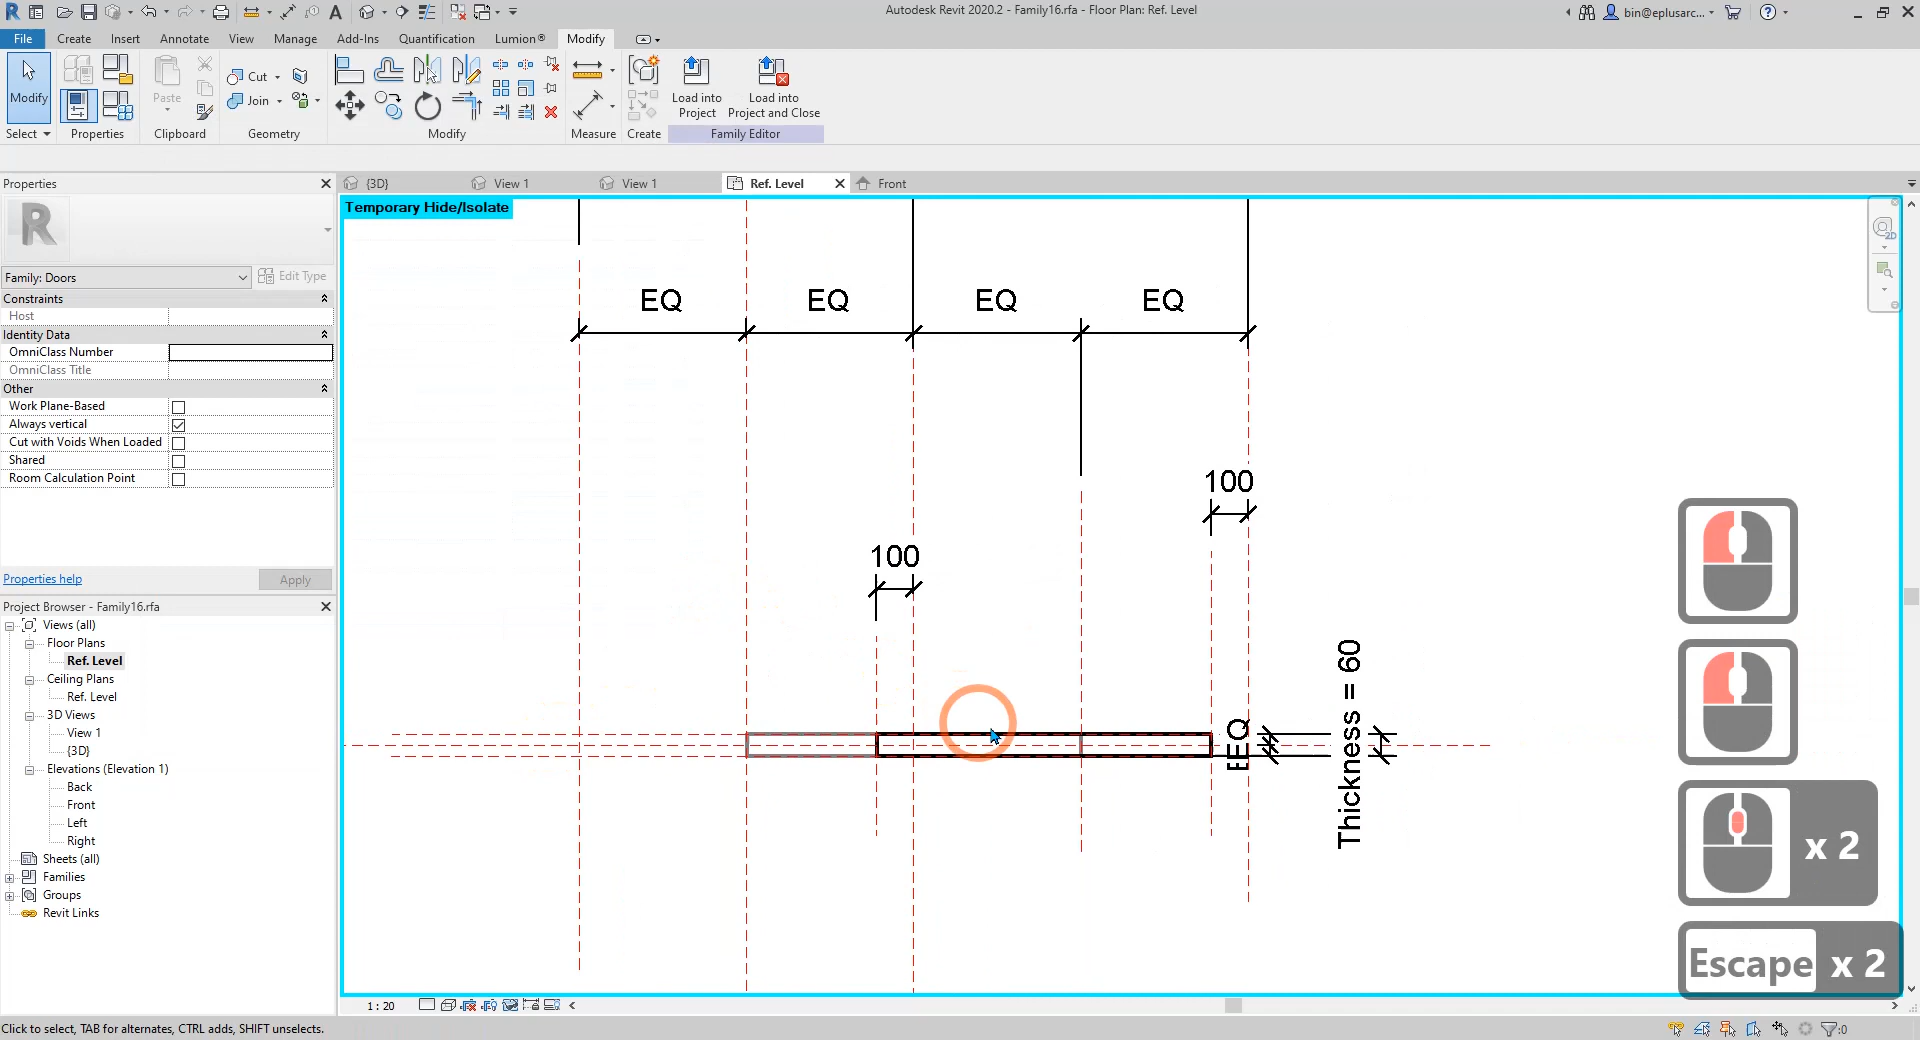 Autodesk Revit 2020.2 - Family16.rfa - Floor Plan: Ref. Level
bin@eplusarc...
File
Create
Insert
Annotate
View
Manage
Add-Ins
Quantification
Lumion®
Modify
Modify
Paste
Cut
Join
Load into
Project
Load into
Project and Close
Select
Properties
Clipboard
Geometry
Modify
Measure
Create
Family Editor
Properties
{3D}
View 1
View 1
Ref. Level
Front
Temporary Hide/Isolate
Family: Doors
Edit Type
Constraints
Host
Identity Data
OmniClass Number
OmniClass Title
Other
Work Plane-Based
Always vertical
Cut with Voids When Loaded
Shared
Room Calculation Point
Properties help
Apply
Project Browser - Family16.rfa
Views (all)
Floor Plans
Ref. Level
Ceiling Plans
Ref. Level
3D Views
View 1
{3D}
Elevations (Elevation 1)
Back
Front
Left
Right
Sheets (all)
Families
Groups
Revit Links
EQ
EQ
EQ
EQ
100
100
EQ
Thickness = 60
x 2
Escape x 2
1 : 20
Click to select, TAB for alternates, CTRL adds, SHIFT unselects.
:0